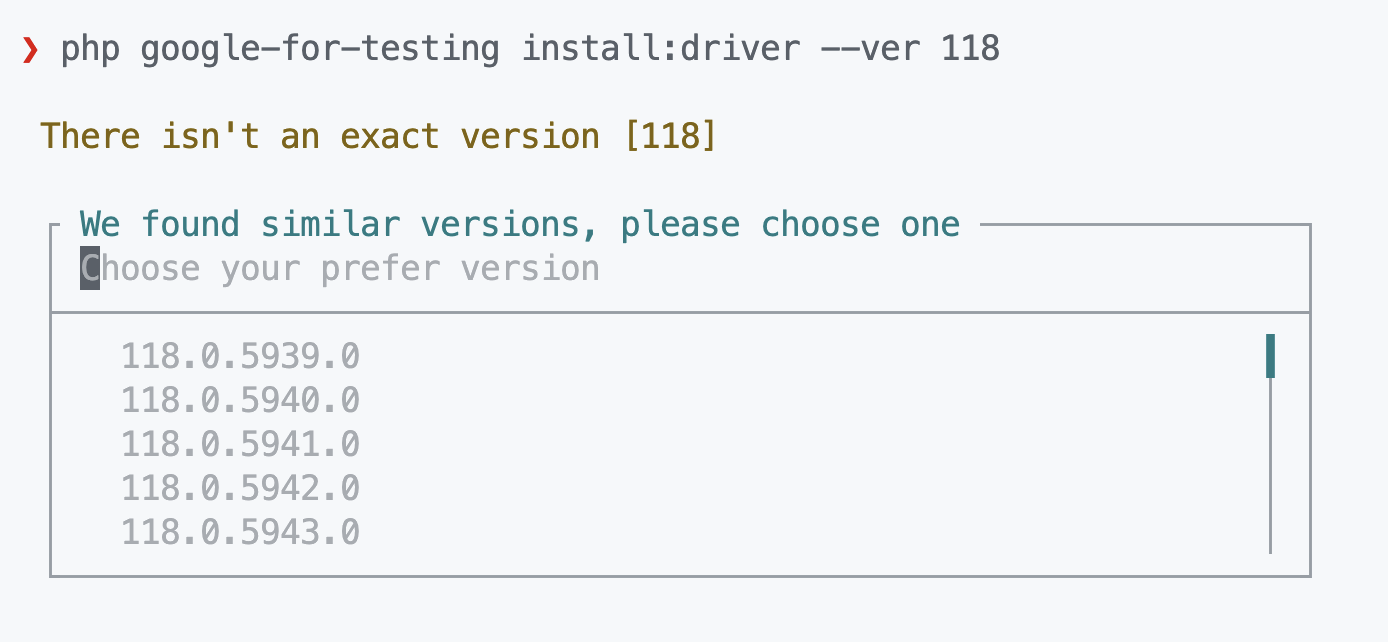 ❯ php google-for-testing install:driver --ver 118
There isn't an exact version [118]
We found similar versions, please choose one
Choose your prefer version
118.0.5939.0
118.0.5940.0
118.0.5941.0
118.0.5942.0
118.0.5943.0